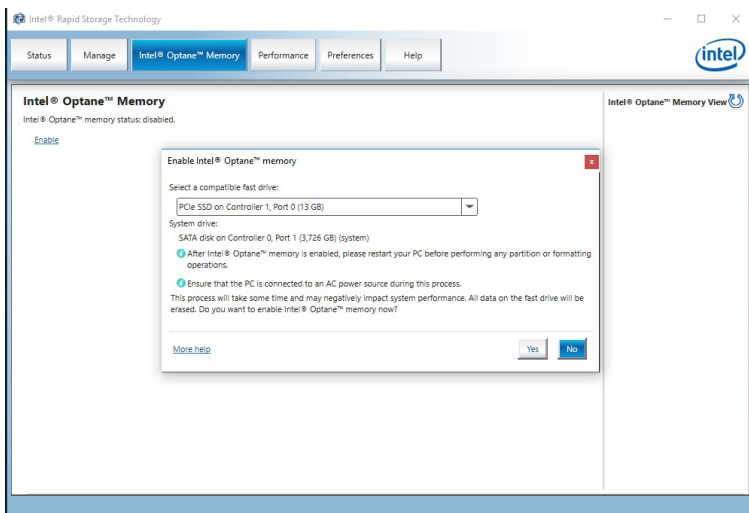 Intel® Rapid Storage Technology
Status
Manage
Intel® Optane™ Memory
Performance
Preferences
Help
intel
Intel® Optane™ Memory
Intel® Optane™ memory status: disabled.
Enable
Intel® Optane™ Memory View
Enable Intel® Optane™ memory
x
Select a compatible fast drive:
PCIe SSD on Controller 1, Port 0 (13 GB)
System drive:
SATA disk on Controller 0, Port 1 (3,726 GB) (system)
After Intel® Optane™ memory is enabled, please restart your PC before performing any partition or formatting
operations.
Ensure that the PC is connected to an AC power source during this process.
This process will take some time and may negatively impact system performance. All data on the fast drive will be
erased. Do you want to enable Intel® Optane™ memory now?
More help
Yes
No